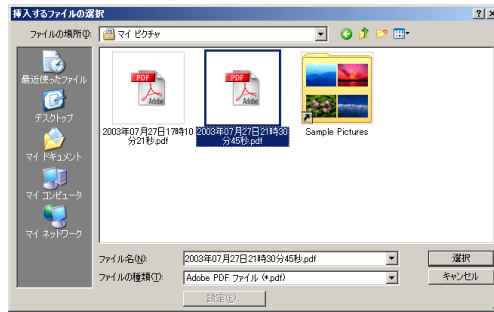 挿入するファイルの選択
ファイルの場所(I):
マイ ピクチャ
最近使ったファイル
デスクトップ
マイ ドキュメント
マイ コンピュータ
マイ ネットワーク
PDF
Adobe
2003年07月27日17時10
分21秒.pdf
PDF
Adobe
2003年07月27日21時30
分45秒.pdf
Sample Pictures
ファイル名(N):
2003年07月27日21時30分45秒.pdf
選択
ファイルの種類(T):
Adobe PDF ファイル (*.pdf)
キャンセル
設定(E)...